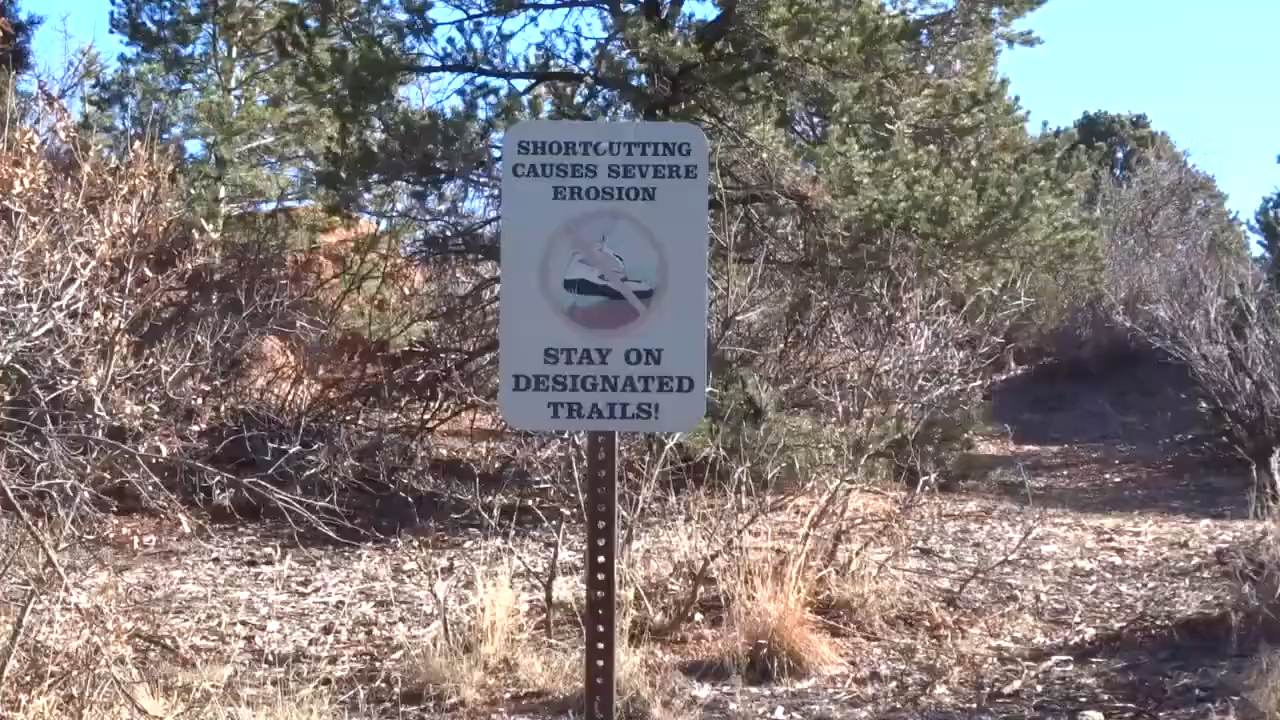 SHORTCUTTING
CAUSES SEVERE
EROSION
STAY ON
DESIGNATED
TRAILS!